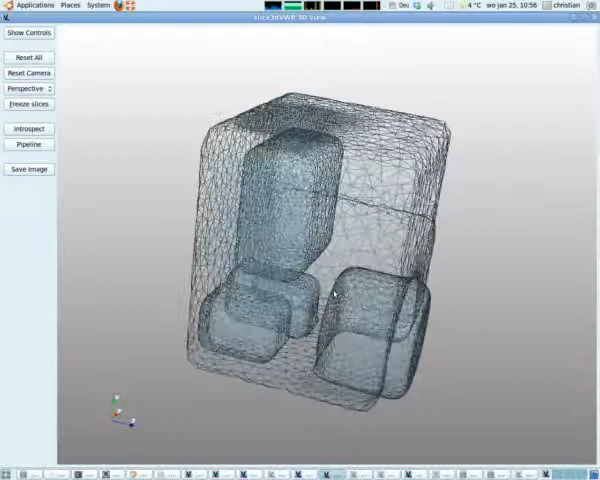 Applications Places System Deu 4 °C wo jan 25, 10:56 christian
slice3dVWR 3D view
Show Controls
Reset All
Reset Camera
Perspective
Freeze slices
Introspect
Pipeline
Save Image